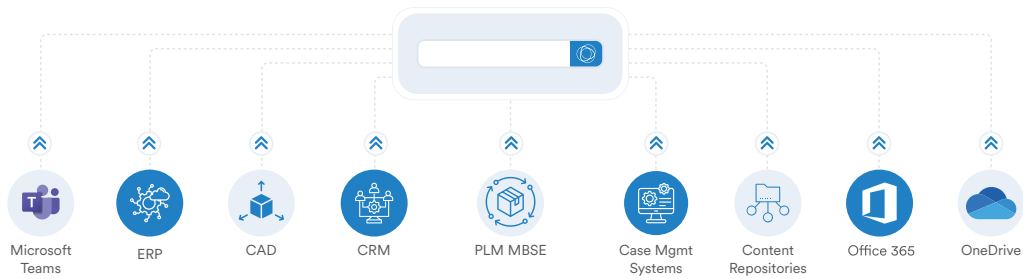 T
Microsoft
Teams
ERP
CAD
CRM
PLM MBSE
Case Mgmt
Systems
Content
Repositories
Office 365
OneDrive